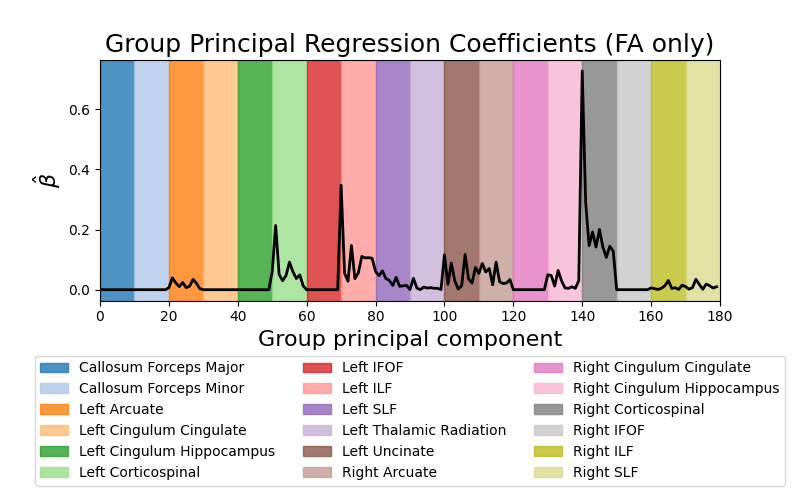 Group Principal Regression Coefficients (FA only)
0.6
0.4
0.2
0.0
β̂
0 20 40 60 80 100 120 140 160 180
Group principal component
Callosum Forceps Major
Callosum Forceps Minor
Left Arcuate
Left Cingulum Cingulate
Left Cingulum Hippocampus
Left Corticospinal
Left IFOF
Left ILF
Left SLF
Left Thalamic Radiation
Left Uncinate
Right Arcuate
Right Cingulum Cingulate
Right Cingulum Hippocampus
Right Corticospinal
Right IFOF
Right ILF
Right SLF